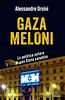 Alessandro Orsini
GAZA
MELONI
La politica estera
di uno Stato satellite